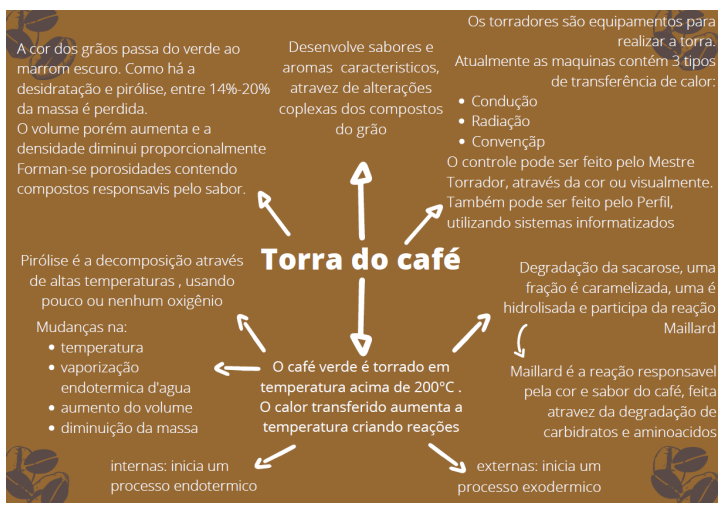 A cor dos grãos passa do verde ao
marrom escuro. Como há a
desidratação e pirólise, entre 14%-20%
da massa é perdida.
O volume porém aumenta e a
densidade diminui proporcionalmente
Forman-se porosidades contendo
compostos responsavis pelo sabor.
Desenvolve sabores e
aromas caracteristicos,
atravez de alterações
coplexas dos compostos
do grão
Os torradores são equipamentos para
realizar a torra.
Atualmente as maquinas contém 3 tipos
de transferência de calor:
• Condução
• Radiação
• Convençãp
O controle pode ser feito pelo Mestre
Torrador, através da cor ou visualmente.
Também pode ser feito pelo Perfil,
utilizando sistemas informatizados
Torra do café
Pirólise é a decomposição através
de altas temperaturas , usando
pouco ou nenhum oxigênio
Mudanças na:
• temperatura
• vaporização
endotermica d'agua
• aumento do volume
• diminuição da massa
O café verde é torrado em
temperatura acima de 200°C .
O calor transferido aumenta a
temperatura criando reações
Degradação da sacarose, uma
fração é caramelizada, uma é
hidrolisada e participa da reação
Maillard
Maillard é a reação responsavel
pela cor e sabor do café, feita
atravez da degradação de
carbidratos e aminoacidos
internas: inicia um
processo endotermico
externas: inicia um
processo exodermico